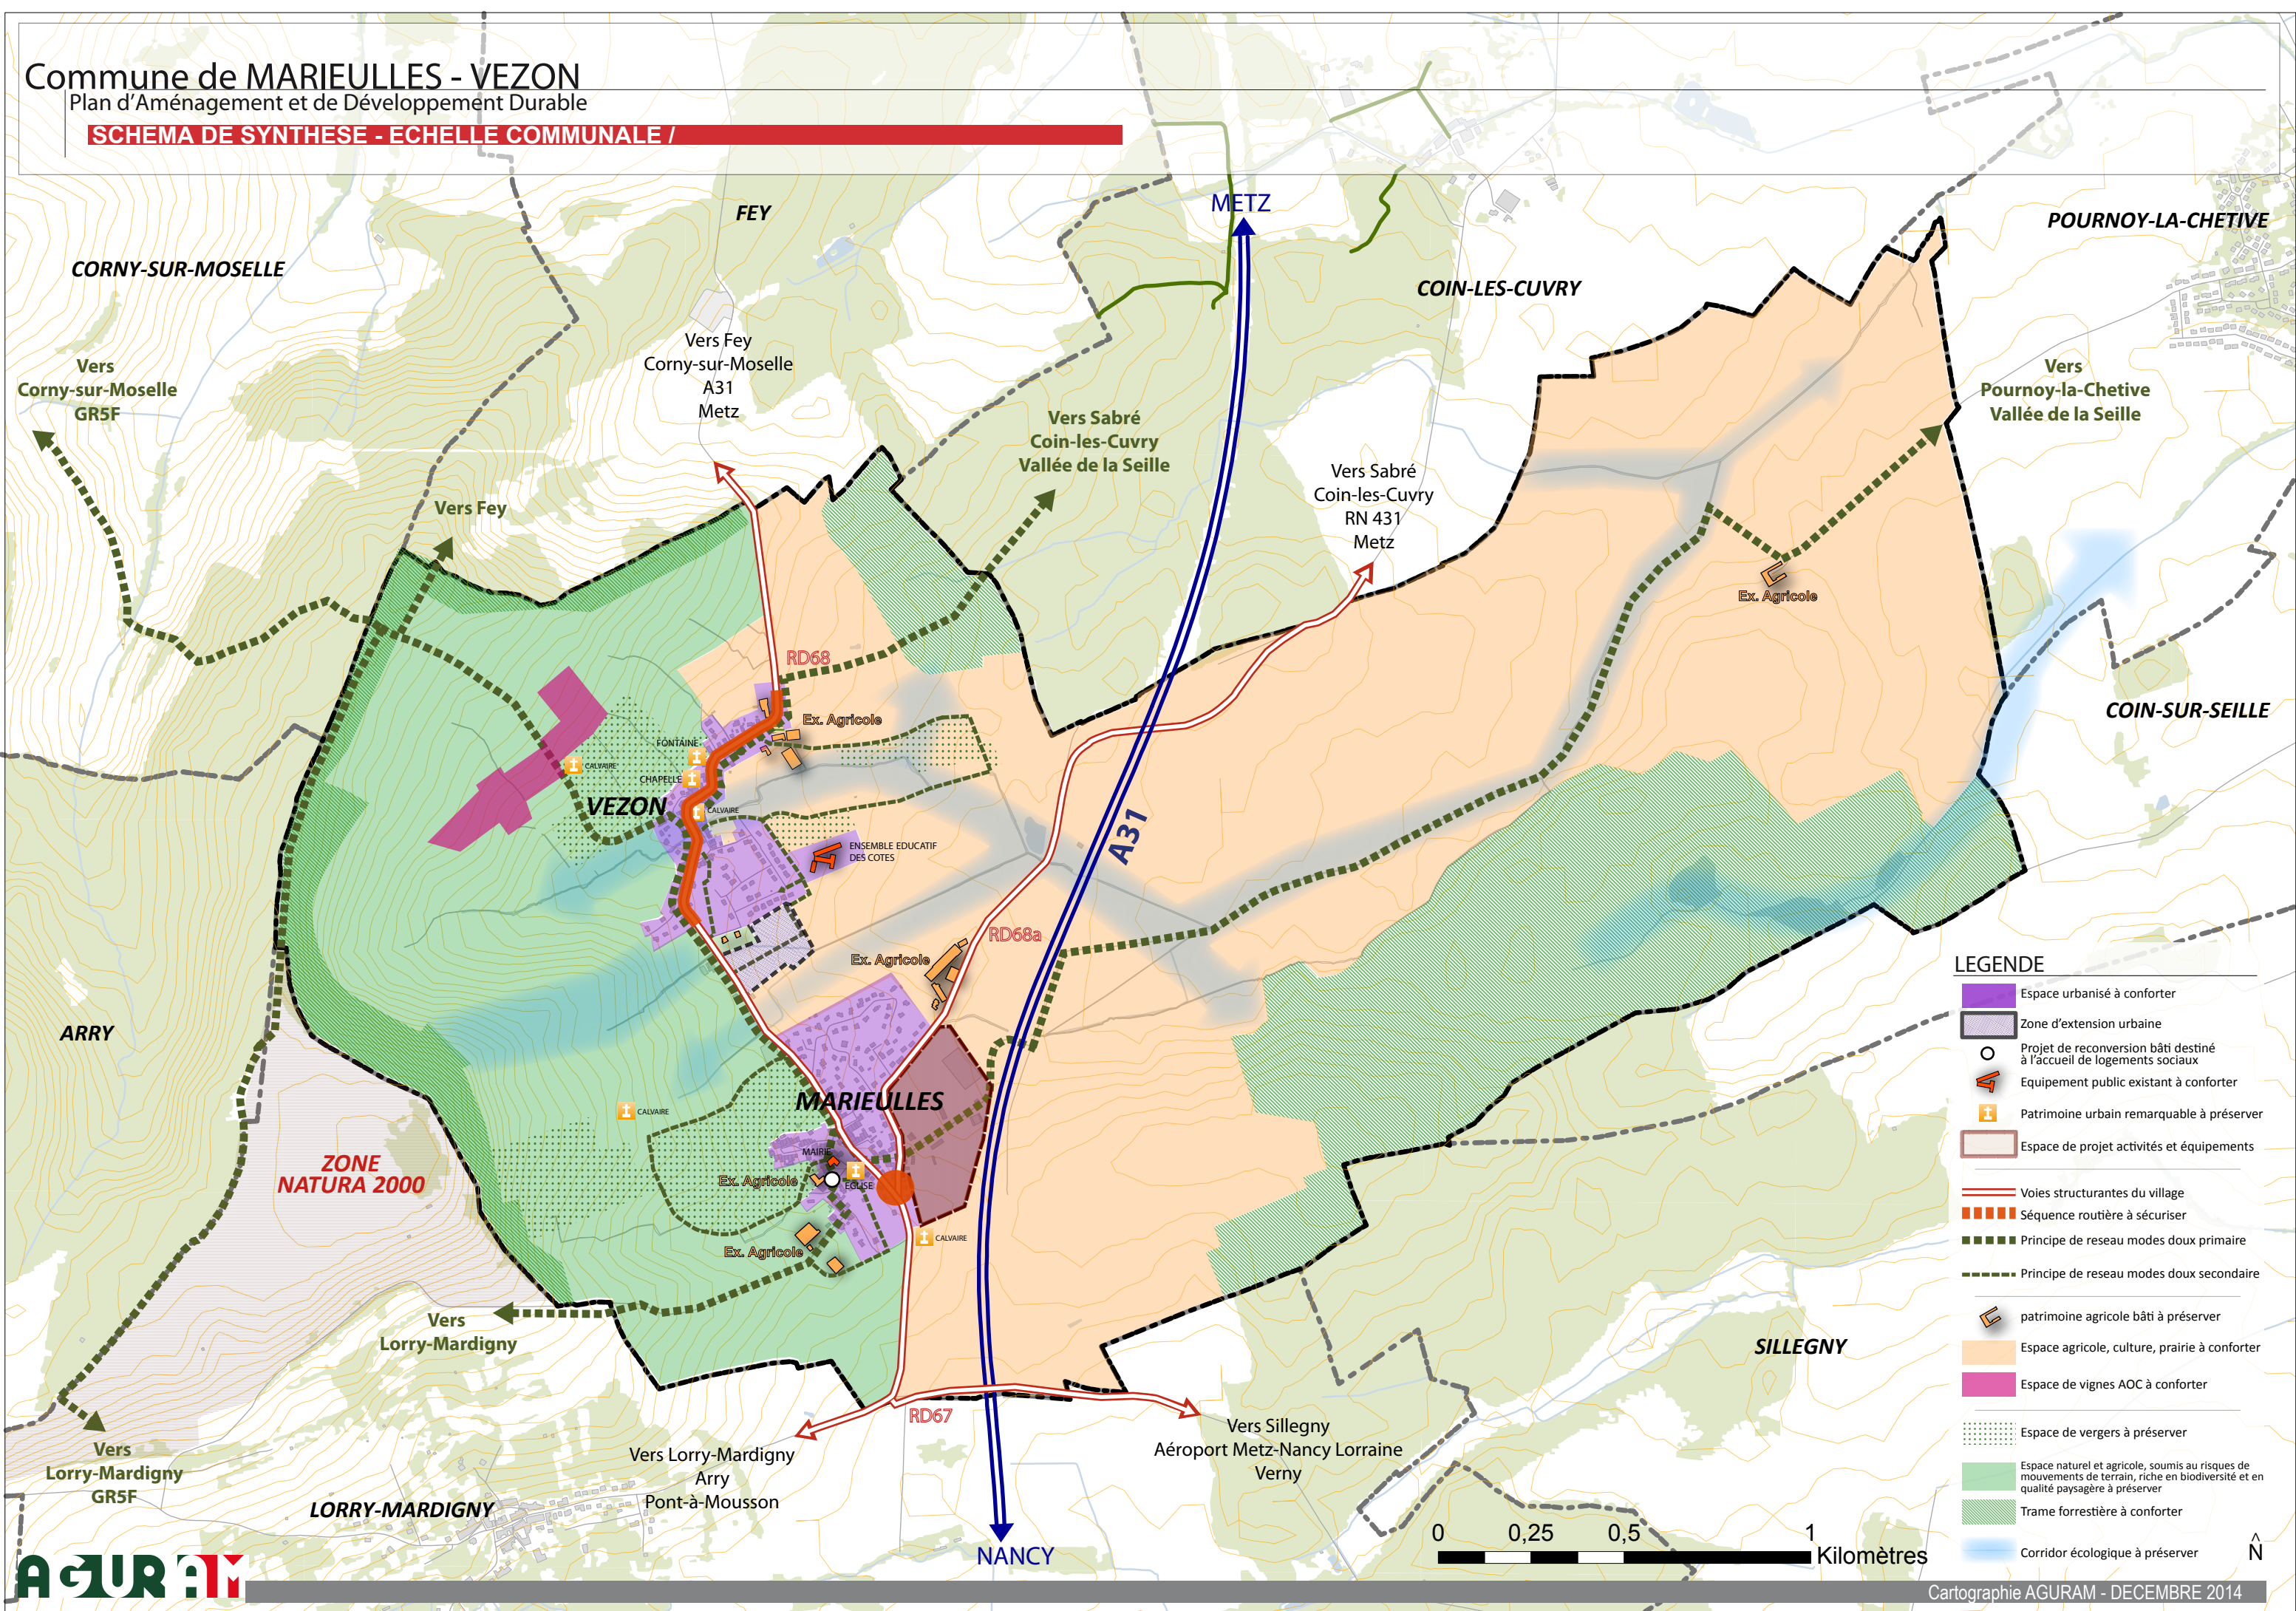 Commune de MARIEULLES - VEZON
Plan d'Aménagement et de Développement Durable
SCHEMA DE SYNTHESE - ECHELLE COMMUNALE /
METZ
FEY
POURNOY-LA-CHETIVE
CORNY-SUR-MOSELLE
COIN-LES-CUVRY
Vers Fey
Corny-sur-Moselle
A31
Metz
Vers
Corny-sur-Moselle
GR5F
Vers
Pournoy-la-Chetive
Vallée de la Seille
Vers Sabré
Coin-les-Cuvry
Vallée de la Seille
Vers Sabré
Coin-les-Cuvry
RN 431
Metz
Vers Fey
Ex. Agricole
RD68
Ex. Agricole
COIN-SUR-SEILLE
FONTAINE
CALVAIRE
CHAPELLE
VEZON
CALVAIRE
A31
ENSEMBLE EDUCATIF
DES COTES
RD68a
Ex. Agricole
ARRY
MARIEULLES
CALVAIRE
MAIRIE
ZONE
NATURA 2000
Ex. Agricole
EGLISE
CALVAIRE
Ex. Agricole
Vers
Lorry-Mardigny
SILLEGNY
RD67
Vers Sillegny
Aéroport Metz-Nancy Lorraine
Verny
Vers Lorry-Mardigny
Arry
Pont-à-Mousson
Vers
Lorry-Mardigny
GR5F
LORRY-MARDIGNY
NANCY
LEGENDE
Espace urbanisé à conforter
Zone d'extension urbaine
Projet de reconversion bâti destiné
à l'accueil de logements sociaux
Equipement public existant à conforter
Patrimoine urbain remarquable à préserver
Espace de projet activités et équipements
Voies structurantes du village
Séquence routière à sécuriser
Principe de reseau modes doux primaire
Principe de reseau modes doux secondaire
patrimoine agricole bâti à préserver
Espace agricole, culture, prairie à conforter
Espace de vignes AOC à conforter
Espace de vergers à préserver
Espace naturel et agricole, soumis au risques de
mouvements de terrain, riche en biodiversité et en
qualité paysagère à préserver
Trame forrestière à conforter
Corridor écologique à préserver
N
0 0,25 0,5 1
Kilomètres
AGURAM
Cartographie AGURAM - DECEMBRE 2014